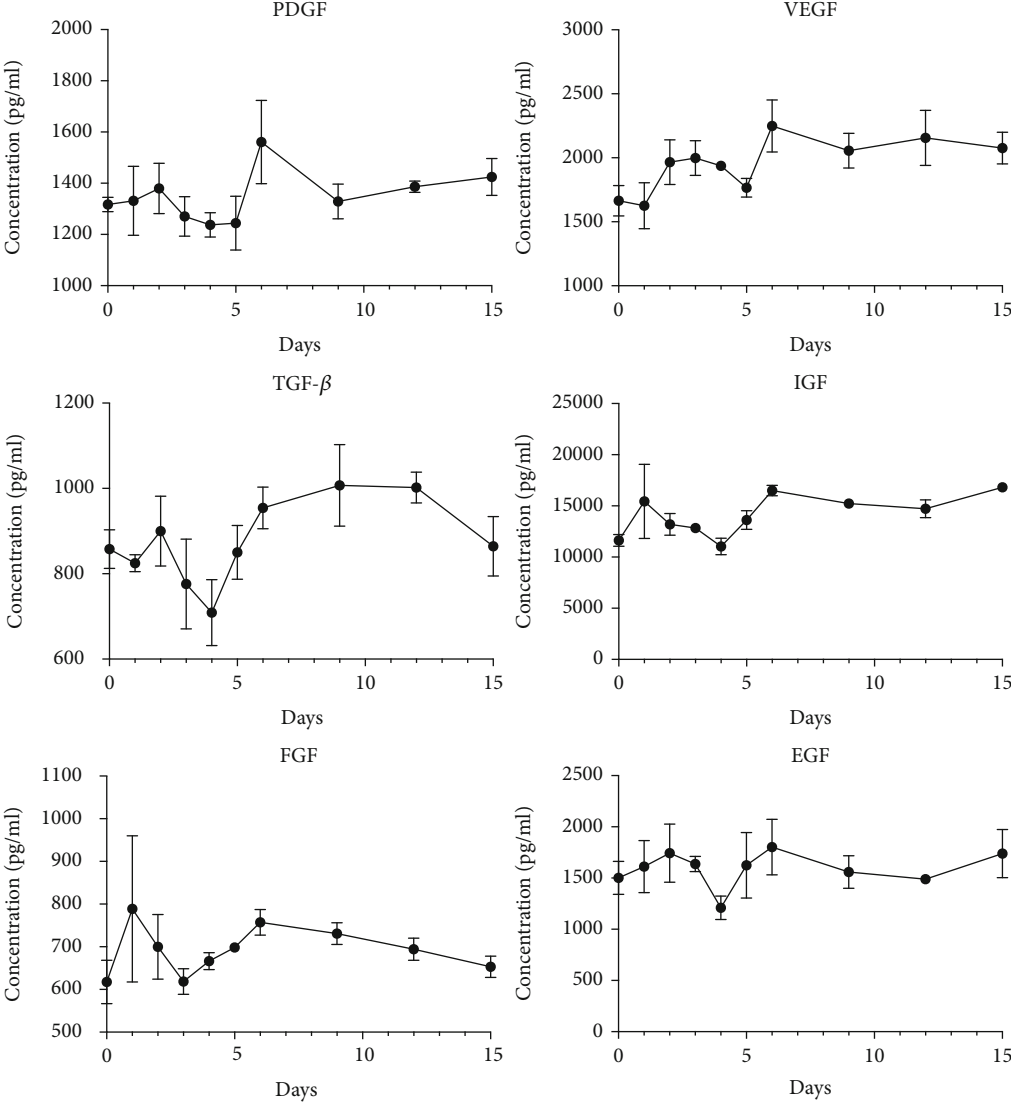 PDGF
Concentration (pg/ml)
2000
1800
1600
1400
1200
1000
0 5 10 15
Days
VEGF
Concentration (pg/ml)
3000
2500
2000
1500
1000
0 5 10 15
Days
TGF-β
Concentration (pg/ml)
1200
1000
800
600
0 5 10 15
Days
IGF
Concentration (pg/ml)
25000
20000
15000
10000
5000
0
0 5 10 15
Days
FGF
Concentration (pg/ml)
1100
1000
900
800
700
600
500
0 5 10 15
Days
EGF
Concentration (pg/ml)
2500
2000
1500
1000
500
0
0 5 10 15
Days